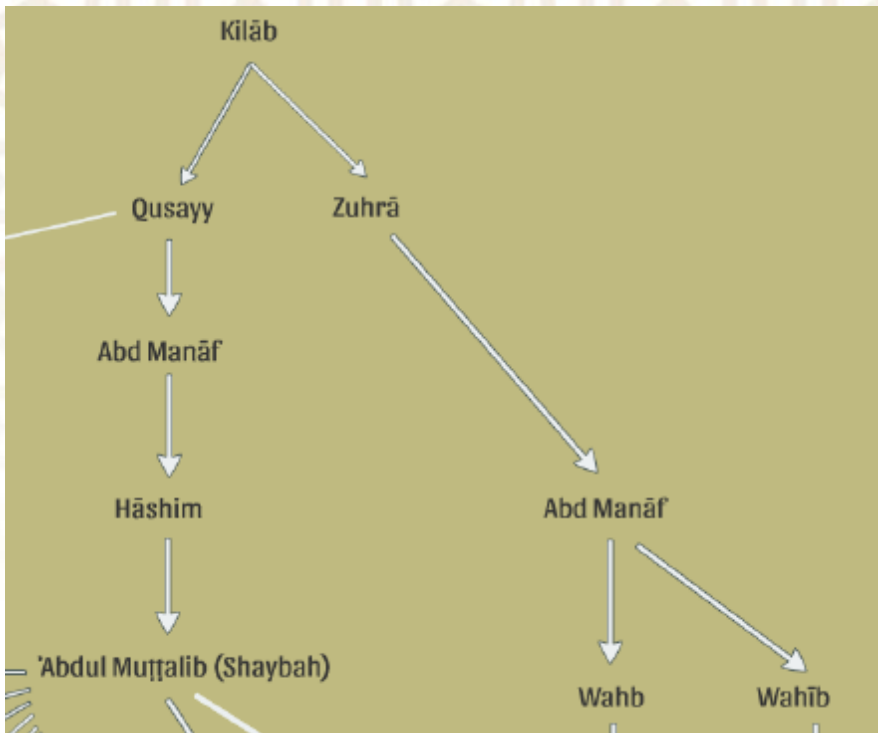 Kilāb
Qusayy
Zuhrā
Abd Manāf
Hāshim
Abd Manāf
'Abdul Muṭṭalib (Shaybah)
Wahb
Wahīb